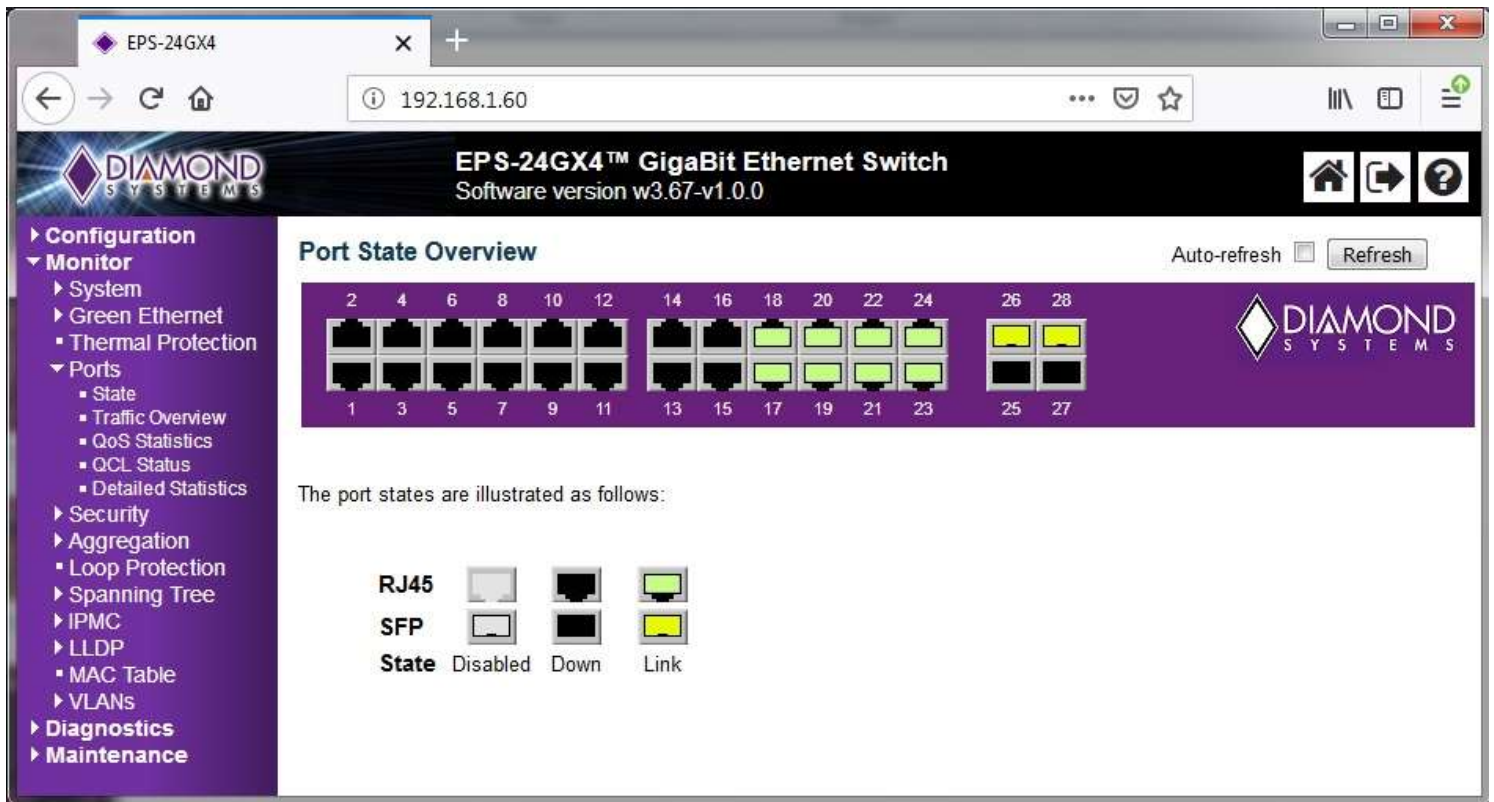 EPS-24GX4
192.168.1.60
DIAMOND
SYSTEMS
EPS-24GX4™ GigaBit Ethernet Switch
Software version w3.67-v1.0.0
Configuration
Monitor
System
Green Ethernet
Thermal Protection
Ports
State
Traffic Overview
QoS Statistics
QCL Status
Detailed Statistics
Security
Aggregation
Loop Protection
Spanning Tree
IPMC
LLDP
MAC Table
VLANs
Diagnostics
Maintenance
Port State Overview
Auto-refresh Refresh
2 4 6 8 10 12 14 16 18 20 22 24 26 28
DIAMOND
SYSTEMS
1 3 5 7 9 11 13 15 17 19 21 23 25 27
The port states are illustrated as follows:
RJ45
SFP
State Disabled Down Link